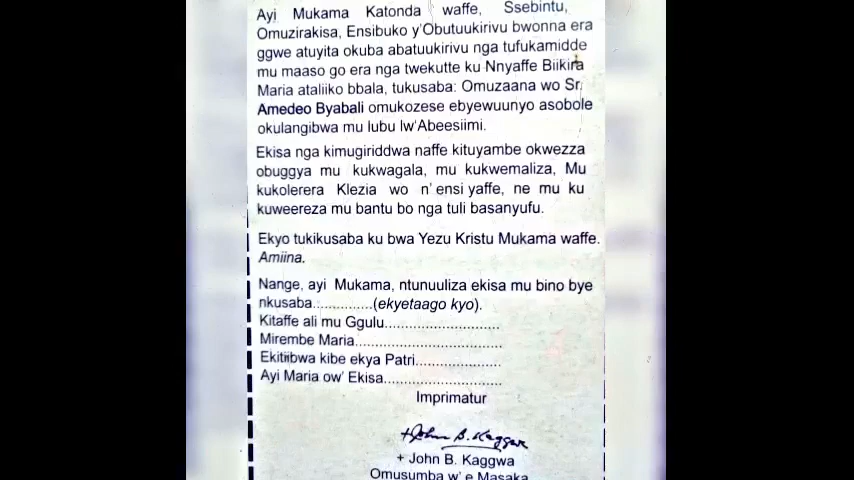 Ayi Mukama Katonda waffe, Ssebintu,
Omuzirakisa, Ensibuko y'Obutuukirivu bwonna era
ggwe atuyita okuba abatuukirivu nga tufukamidde
mu maaso go era nga twekutte ku Nnyaffe Biikira
Maria ataliiko bbala, tukusaba: Omuzaana wo Sr.
Amedeo Byabali omukozese ebyewuunyo asobole
okulangibwa mu lubu lw'Abeesiimi.
Ekisa nga kimugiriddwa naffe kituyambe okwezza
obuggya mu kukwagala, mu kukwemaliza, Mu
kukolerera Klezia wo n' ensi yaffe, ne mu ku
kuweereza mu bantu bo nga tuli basanyufu.
Ekyo tukikusaba ku bwa Yezu Kristu Mukama waffe.
Amiina.
Nange, ayi Mukama, ntunuuliza ekisa mu bino bye
nkusaba...............(ekyetaago kyo).
Kitaffe ali mu Ggulu.............................
Mirembe Maria.....................................
Ekitiibwa kibe ekya Patri......................
Ayi Maria ow' Ekisa..............................
Imprimatur
+John B. Kaggwa
+ John B. Kaggwa
Omusumba w' e Masaka